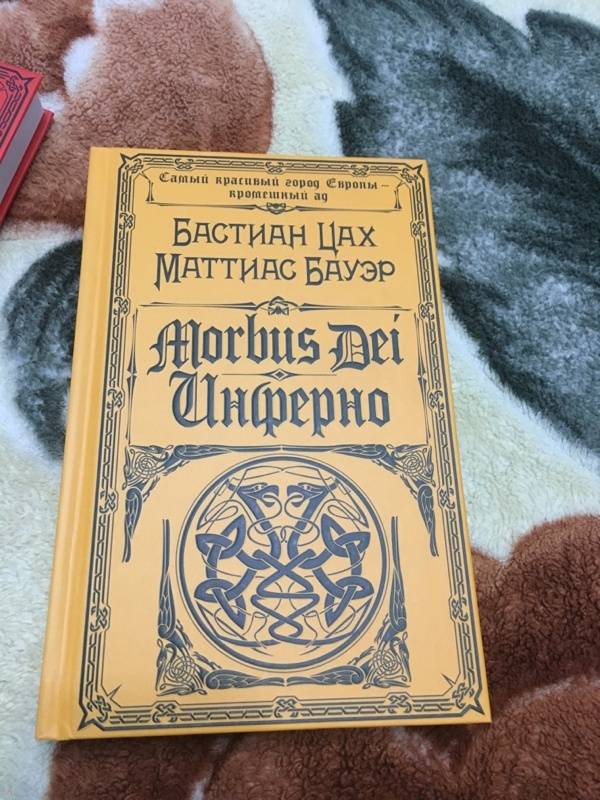 Самый красивый город Европы –
кромешный ад
Бастиан Цах
Маттиас Бауэр
Morbus Dei
Инферно